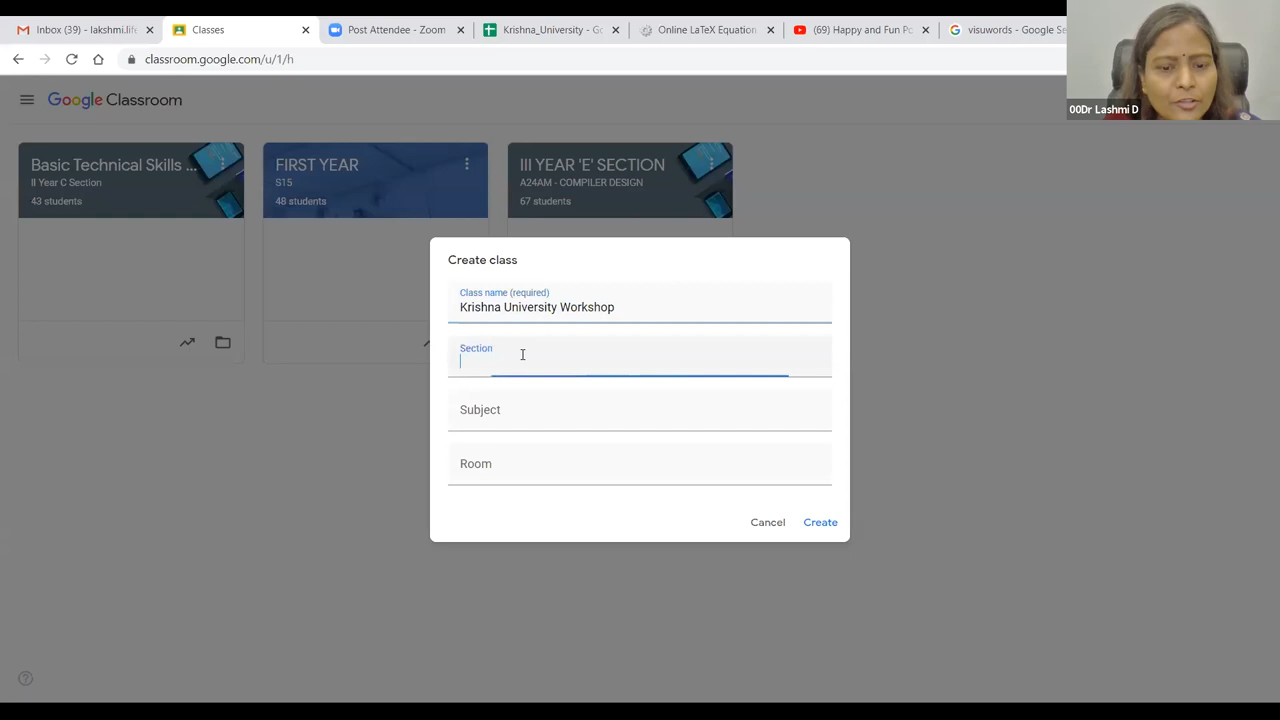 Inbox (39) - lakshmi.life
Classes
Post Attendee - Zoom
Krishna_University - Go
Online LaTeX Equation
(69) Happy and Fun Po
visuwords - Google Se
classroom.google.com/u/1/h
00Dr Lashmi D
Google Classroom
Basic Technical Skills ...
II Year C Section
43 students
FIRST YEAR
S15
48 students
III YEAR 'E' SECTION
A24AM - COMPILER DESIGN
67 students
Create class
Class name (required)
Krishna University Workshop
Section
Subject
Room
Cancel
Create